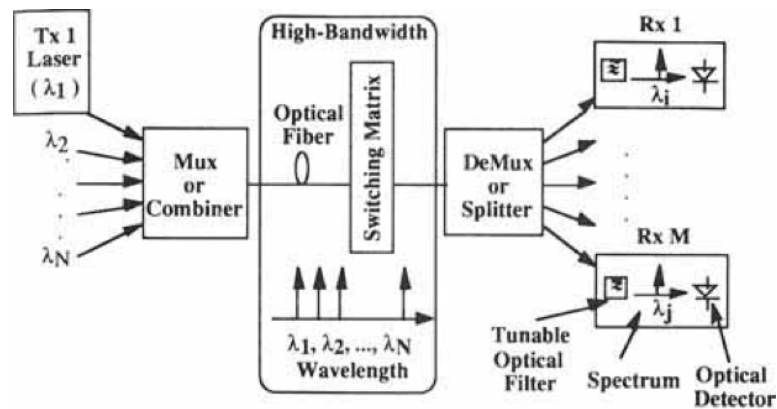 Tx 1
Laser
(λ1)
λ2
λN
Mux
or
Combiner
High-Bandwidth
Optical
Fiber
Switching Matrix
λ1, λ2, ..., λN
Wavelength
DeMux
or
Splitter
Rx 1
λi
Rx M
λj
Tunable
Optical
Filter
Spectrum
Optical
Detector